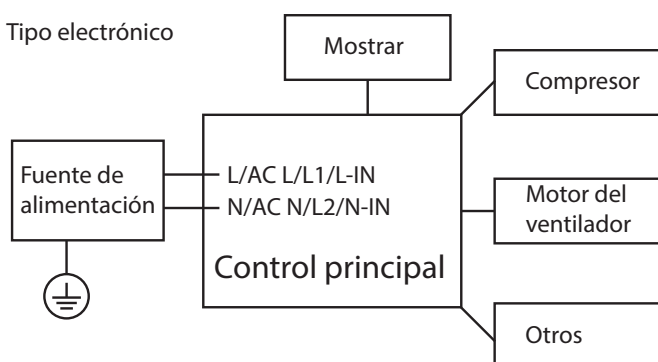 Tipo electrónico
Mostrar
Compresor
Fuente de
alimentación
L/AC L/L1/L-IN
N/AC N/L2/N-IN
Control principal
Motor del
ventilador
Otros